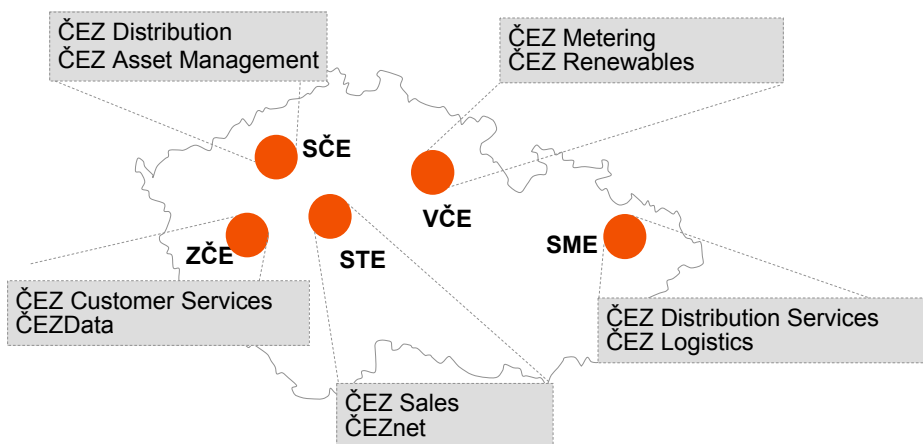 ČEZ Distribution
ČEZ Asset Management
ČEZ Metering
ČEZ Renewables
SČE
VČE
ZČE
STE
SME
ČEZ Customer Services
ČEZData
ČEZ Distribution Services
ČEZ Logistics
ČEZ Sales
ČEZnet